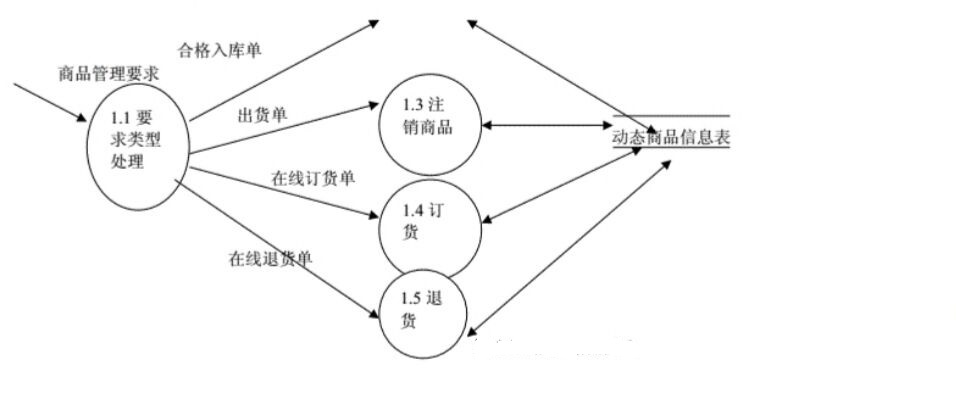 合格入库单
商品管理要求
1.1 要
求类型
处理
出货单
1.3 注
销商品
动态商品信息表
在线订货单
1.4 订
货
在线退货单
1.5 退
货